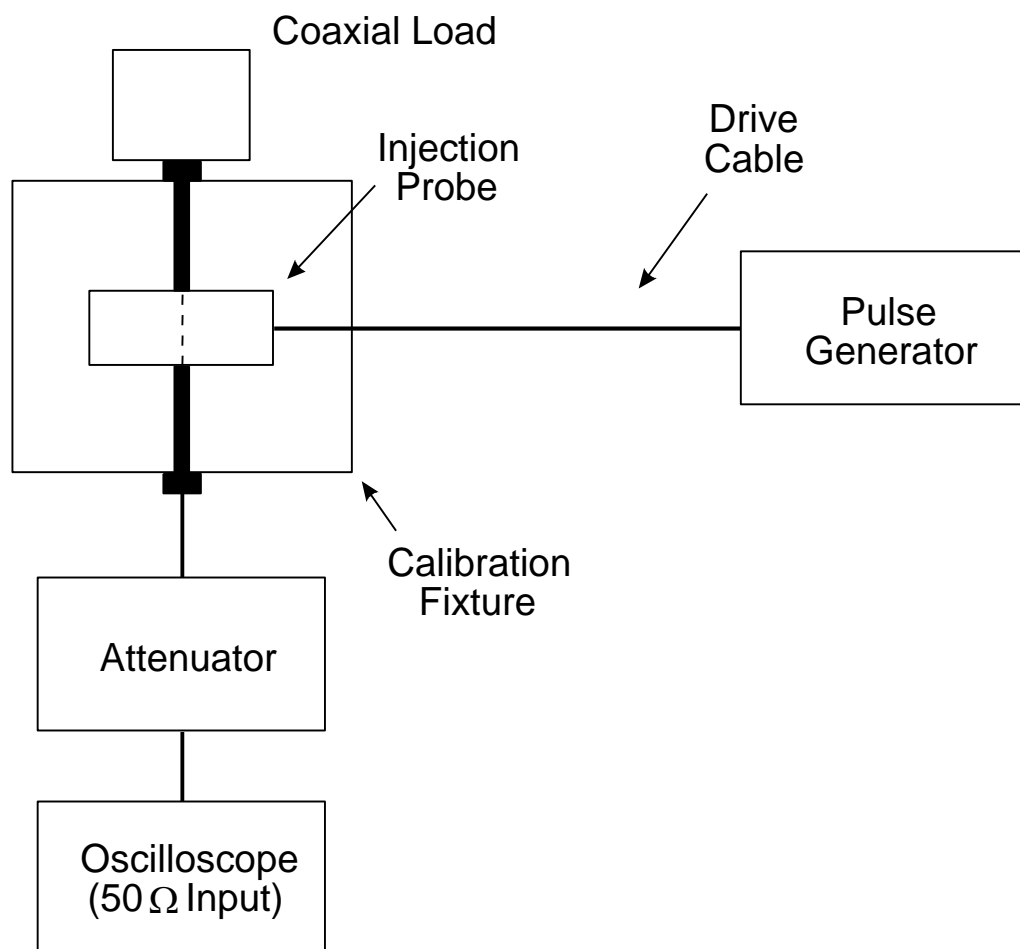 Coaxial Load
Injection
Probe
Drive
Cable
Pulse
Generator
Calibration
Fixture
Attenuator
Oscilloscope
(50 Ω Input)